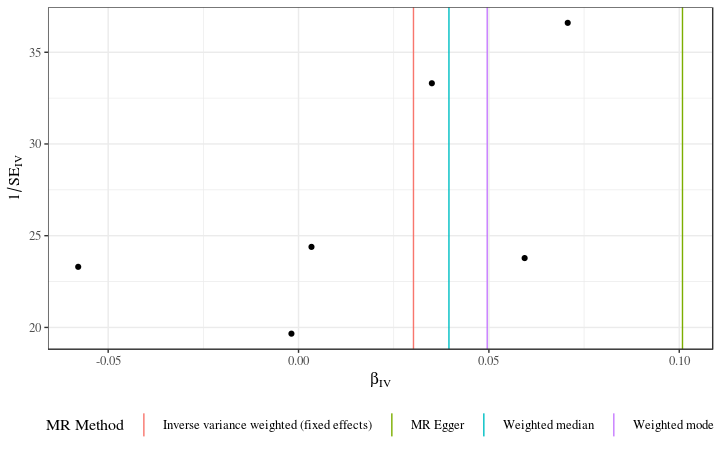 35
30
25
20
1/SE_IV
-0.05 0.00 0.05 0.10
β_IV
MR Method Inverse variance weighted (fixed effects) MR Egger Weighted median Weighted mode